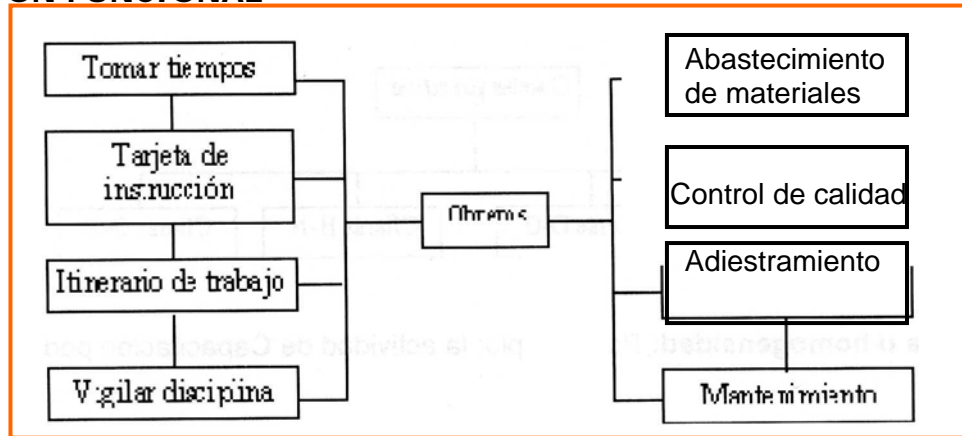 Tomar tiempos
Tarjeta de
instrucción
Itinerario de trabajo
Vigilar disciplina
Obreros
Abastecimiento
de materiales
Control de calidad
Adiestramiento
Mantenimiento